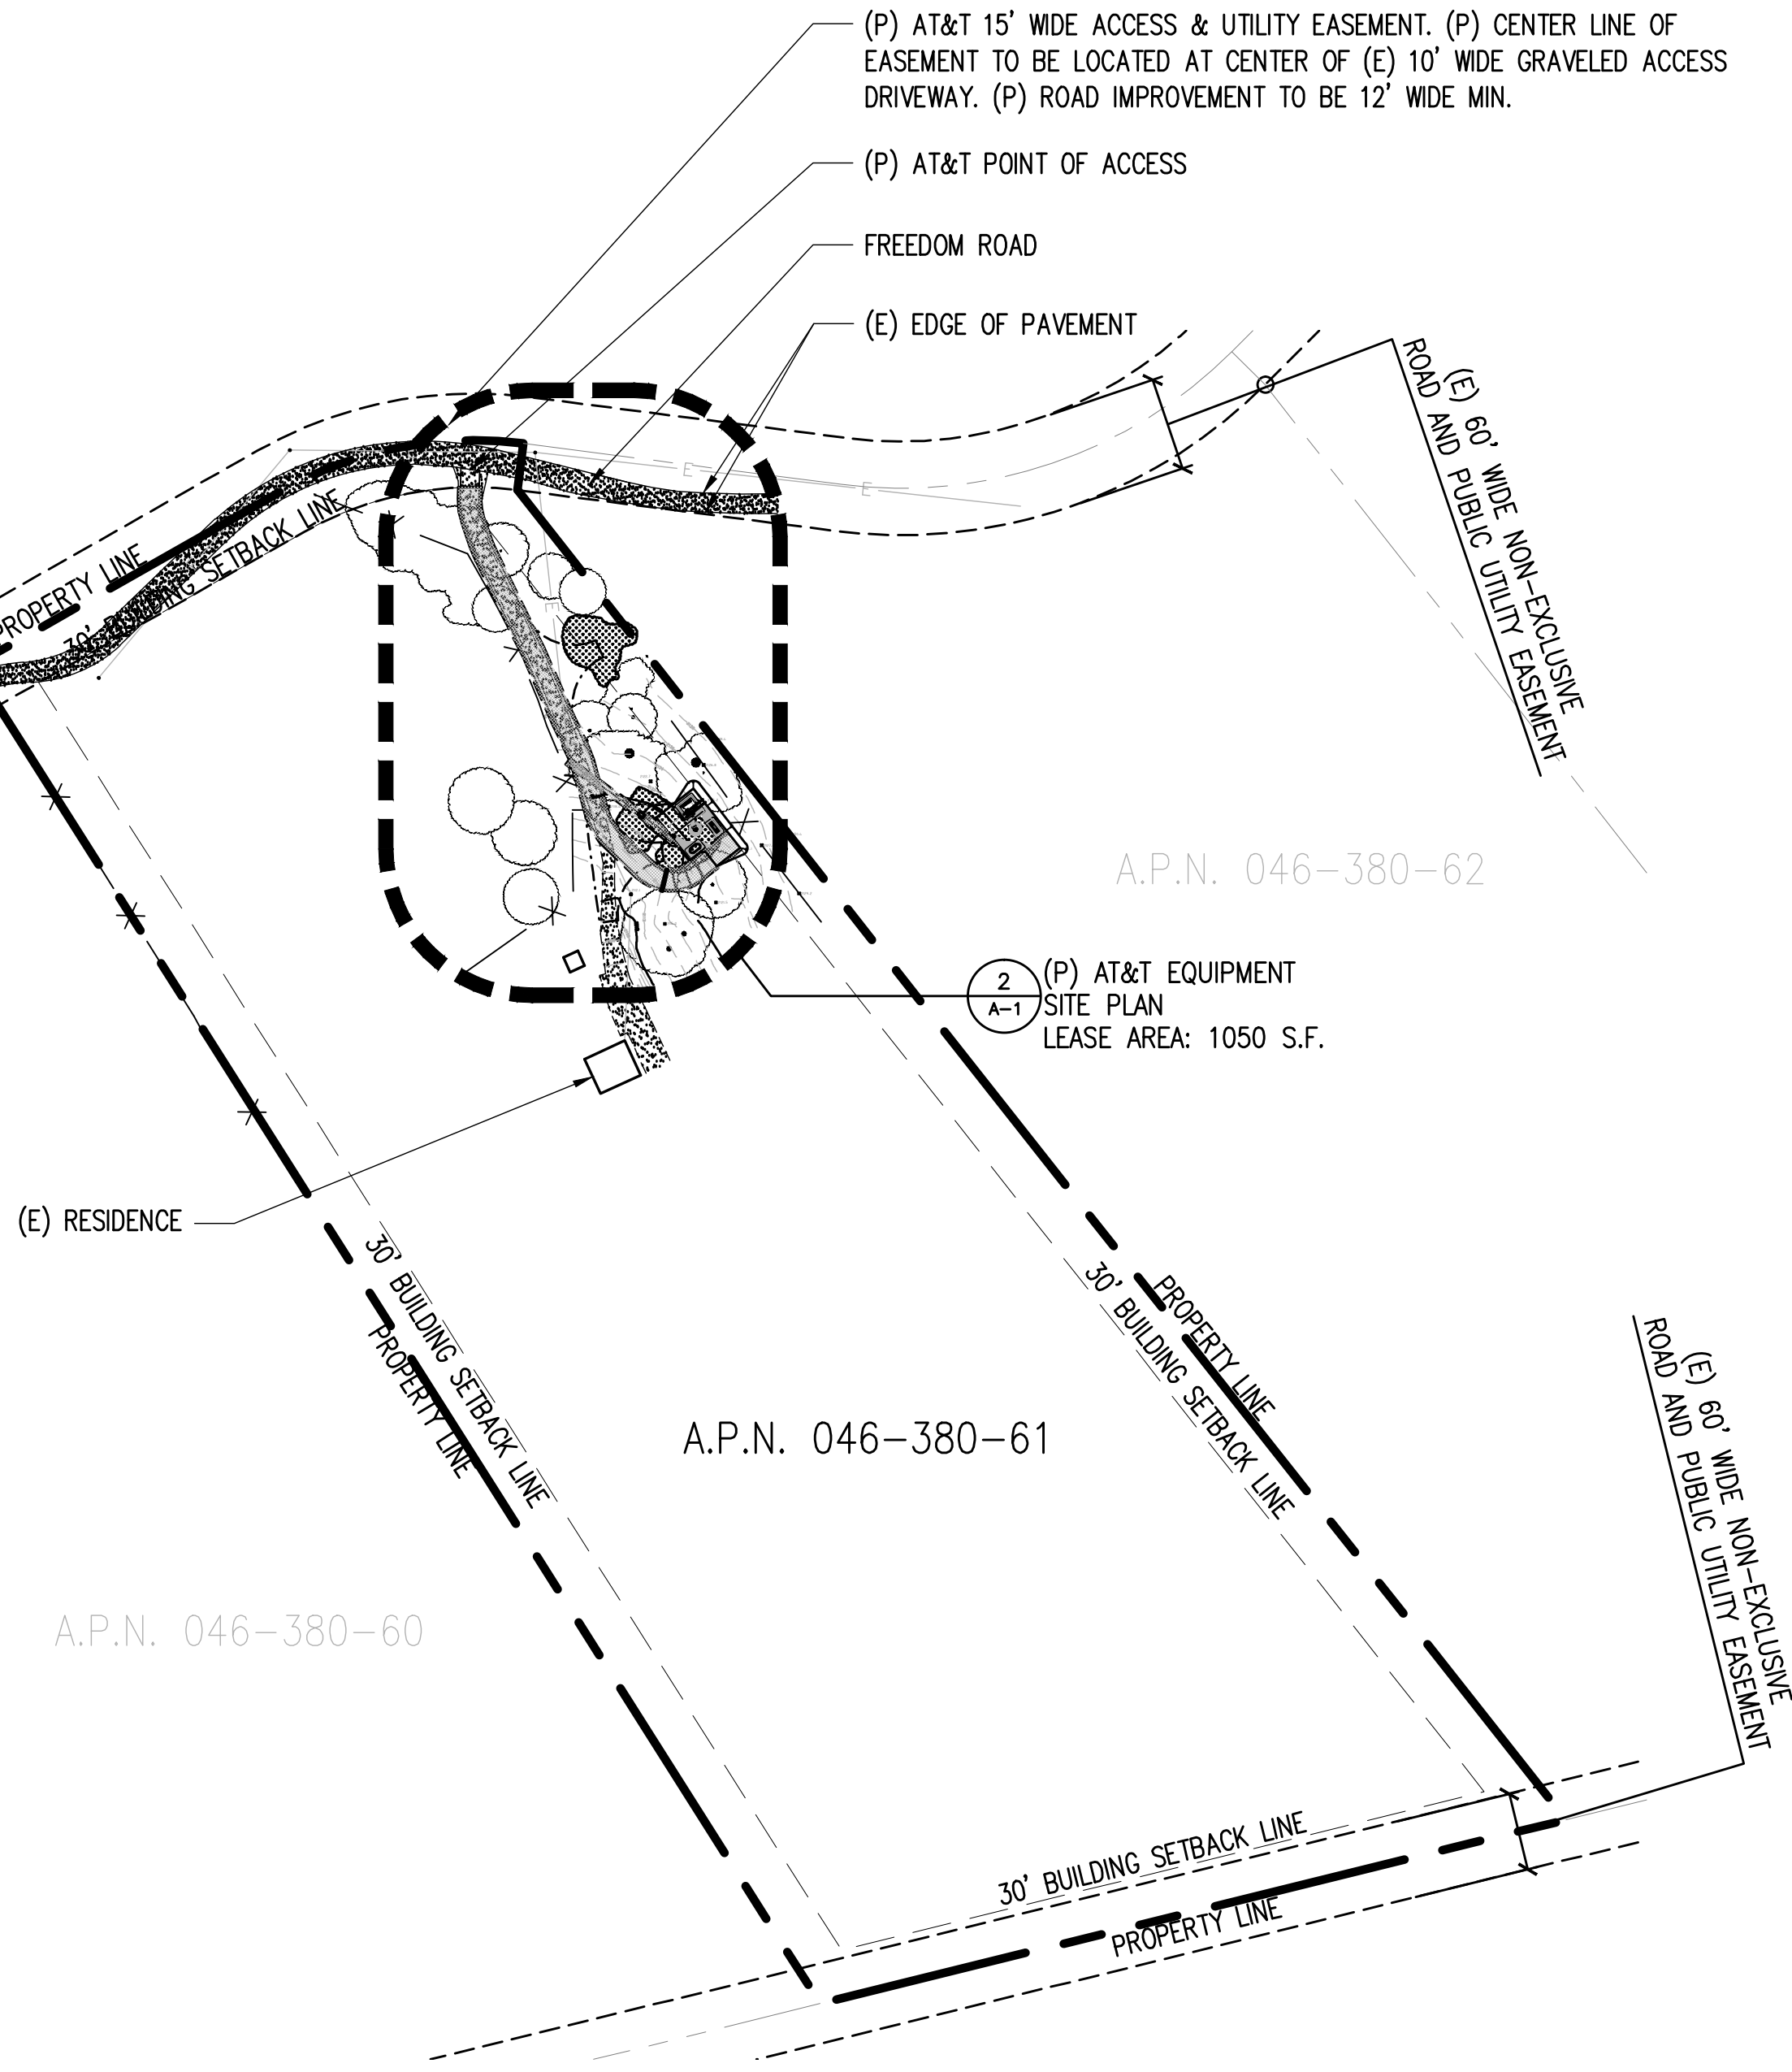 (P) AT&T 15' WIDE ACCESS & UTILITY EASEMENT. (P) CENTER LINE OF
EASEMENT TO BE LOCATED AT CENTER OF (E) 10' WIDE GRAVELED ACCESS
DRIVEWAY. (P) ROAD IMPROVEMENT TO BE 12' WIDE MIN.
(P) AT&T POINT OF ACCESS
FREEDOM ROAD
(E) EDGE OF PAVEMENT
(E) 60' WIDE NON-EXCLUSIVE
ROAD AND PUBLIC UTILITY EASEMENT
E
E
E
PROPERTY LINE
30' BUILDING SETBACK LINE
A.P.N. 046-380-62
2
A-1
(P) AT&T EQUIPMENT
SITE PLAN
LEASE AREA: 1050 S.F.
(E) RESIDENCE
30' BUILDING SETBACK LINE
PROPERTY LINE
PROPERTY LINE
30' BUILDING SETBACK LINE
A.P.N. 046-380-61
(E) 60' WIDE NON-EXCLUSIVE
ROAD AND PUBLIC UTILITY EASEMENT
A.P.N. 046-380-60
30' BUILDING SETBACK LINE
PROPERTY LINE